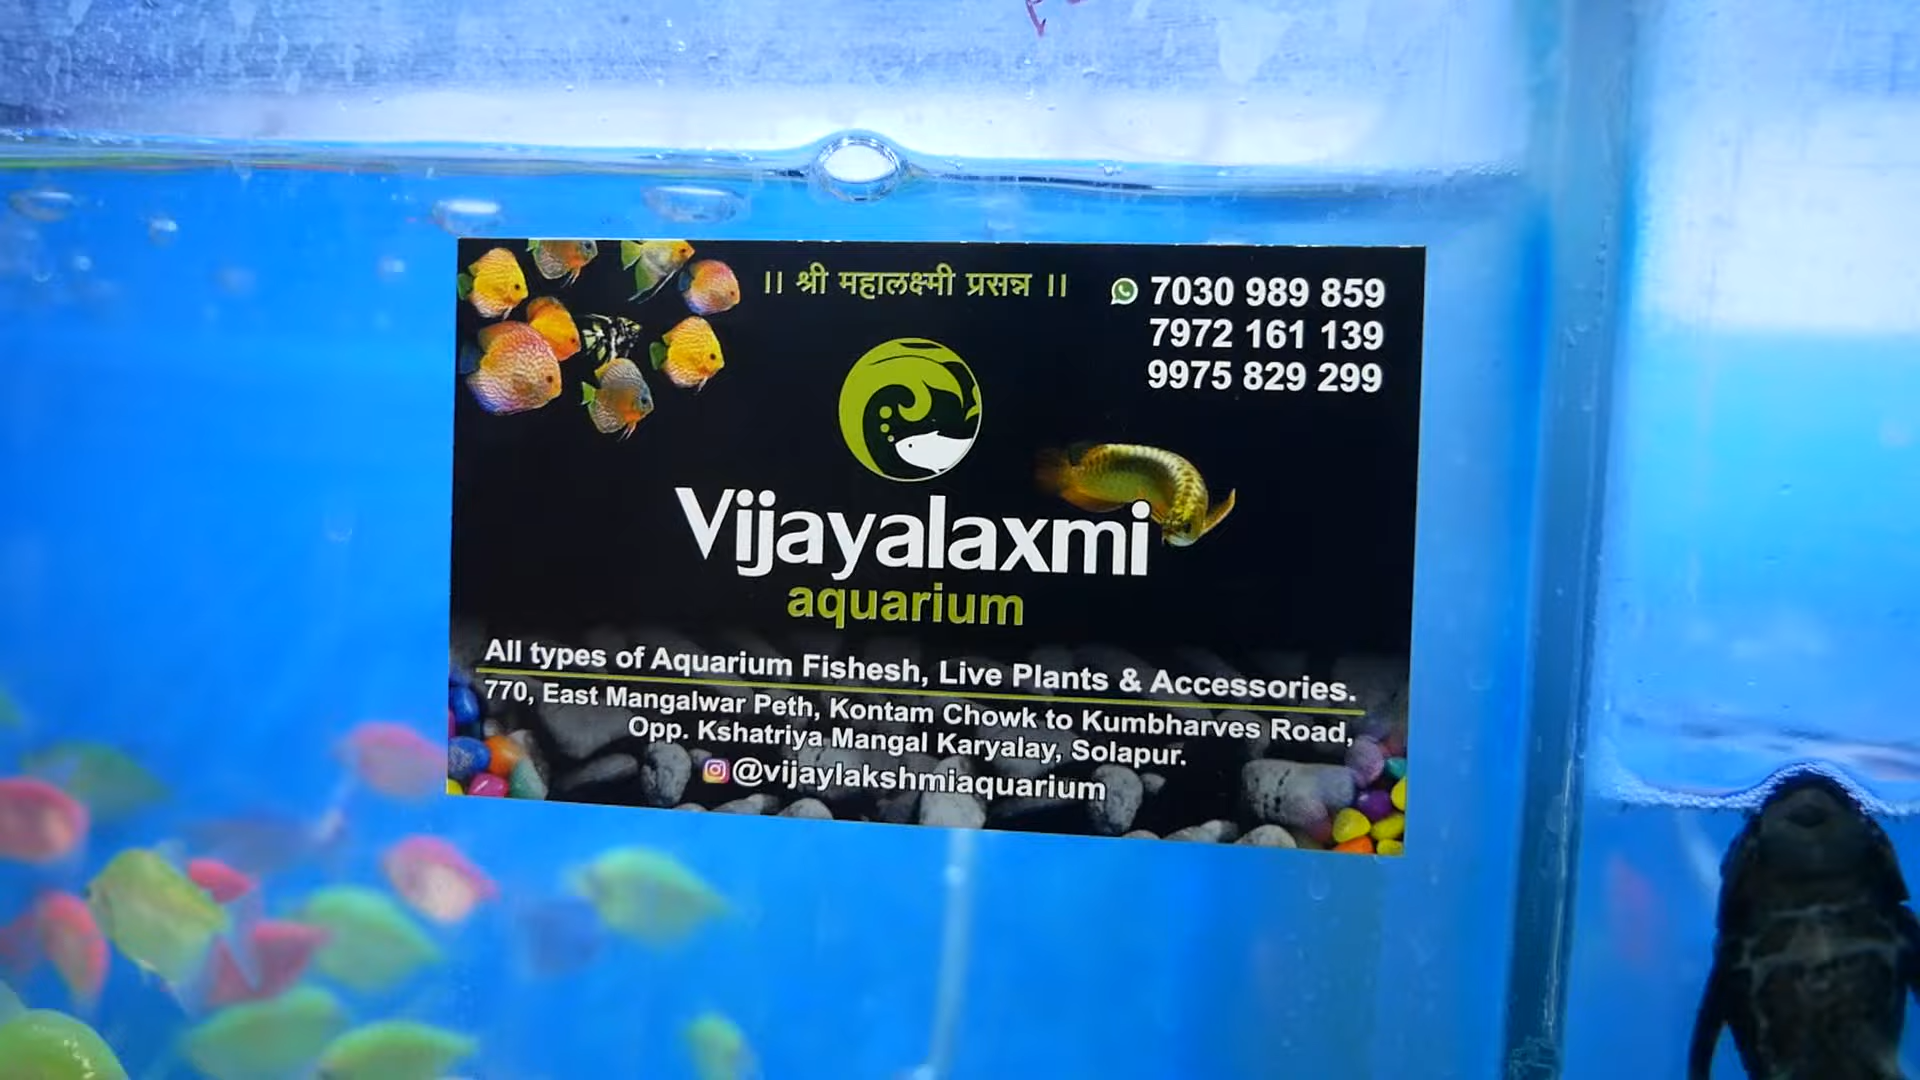 ।। श्री महालक्ष्मी प्रसन्न ।।
7030 989 859
7972 161 139
9975 829 299
Vijayalaxmi
aquarium
All types of Aquarium Fishesh, Live Plants & Accessories.
770, East Mangalwar Peth, Kontam Chowk to Kumbharves Road,
Opp. Kshatriya Mangal Karyalay, Solapur.
@vijaylakshmiaquarium